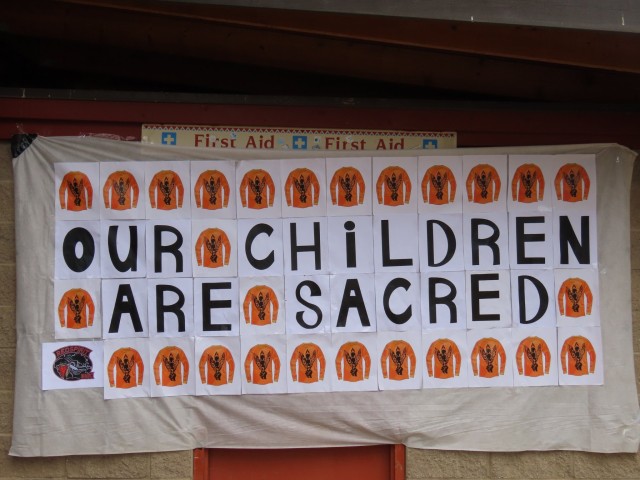 First Aid First Aid
OUR CHiLDREN
ARE SACRED